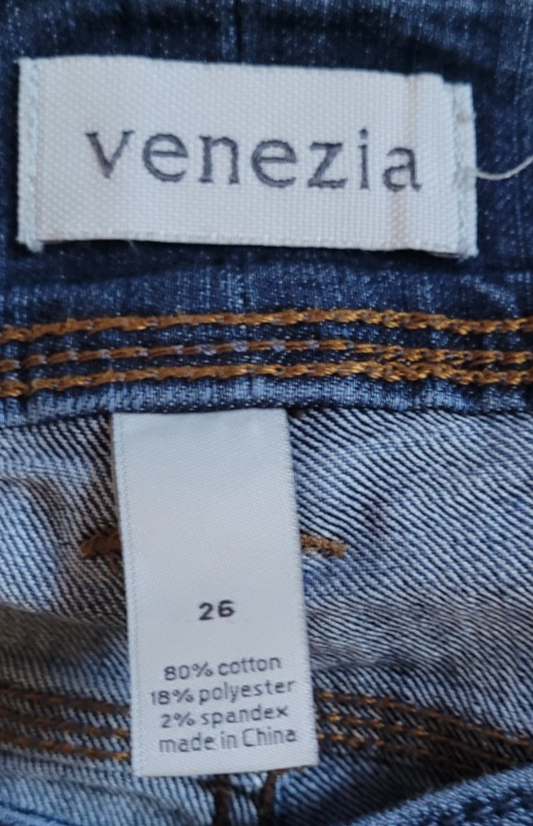 venezia
26
80% cotton
18% polyester
2% spandex
made in China